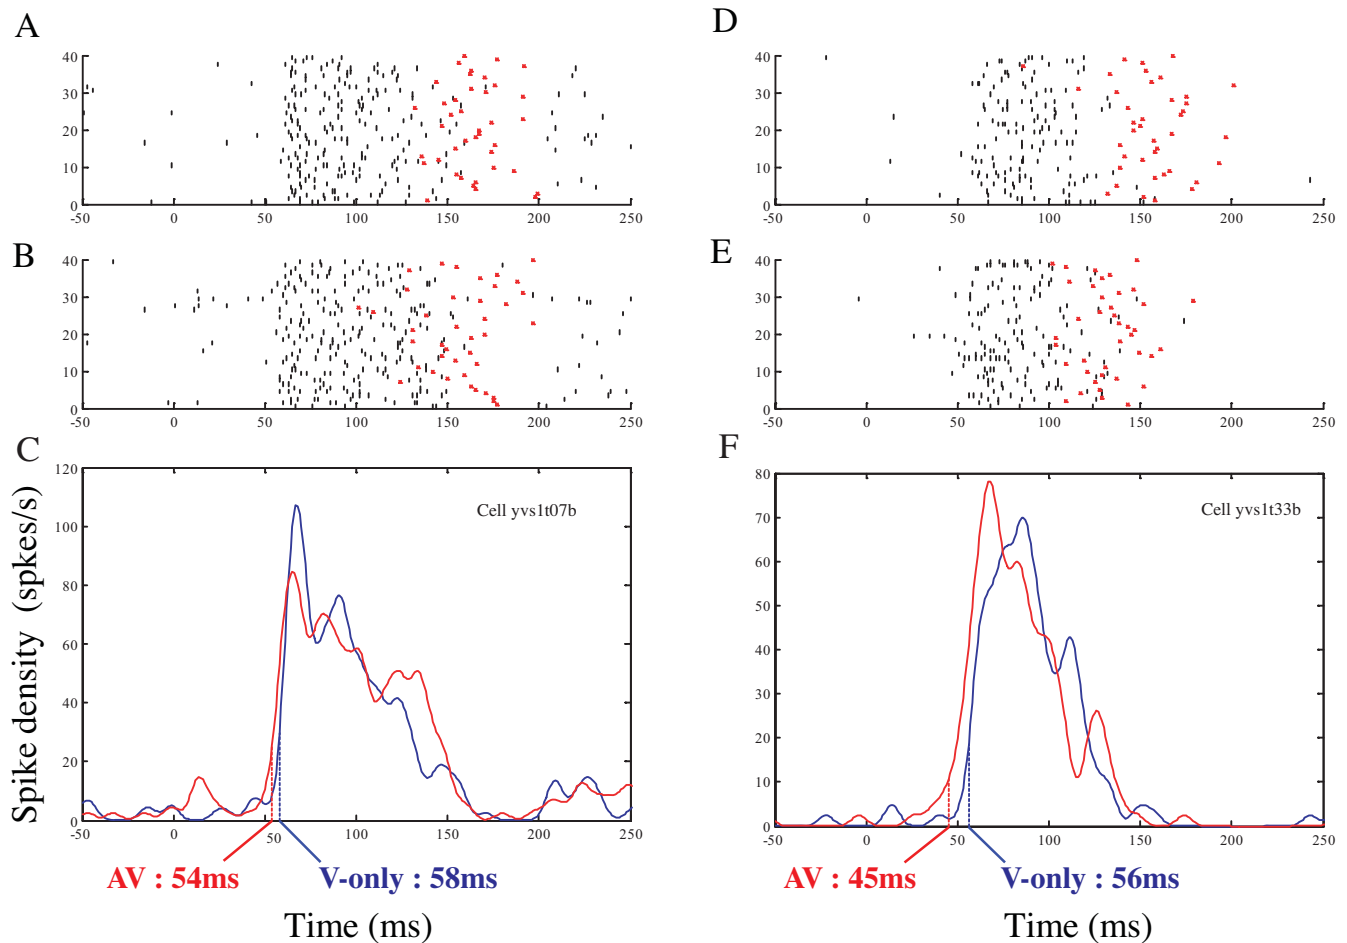 A
40
30
20
10
0
-50 0 50 100 150 200 250
B
40
30
20
10
0
-50 0 50 100 150 200 250
C
120
100
80
60
40
20
0
-50 0 50 100 150 200 250
Spike density (spkes/s)
Cell yvs1t07b
AV : 54ms
V-only : 58ms
Time (ms)
D
40
30
20
10
0
-50 0 50 100 150 200 250
E
40
30
20
10
0
-50 0 50 100 150 200 250
F
80
70
60
50
40
30
20
10
0
-50 0 50 100 150 200 250
Cell yvs1t33b
AV : 45ms
V-only : 56ms
Time (ms)